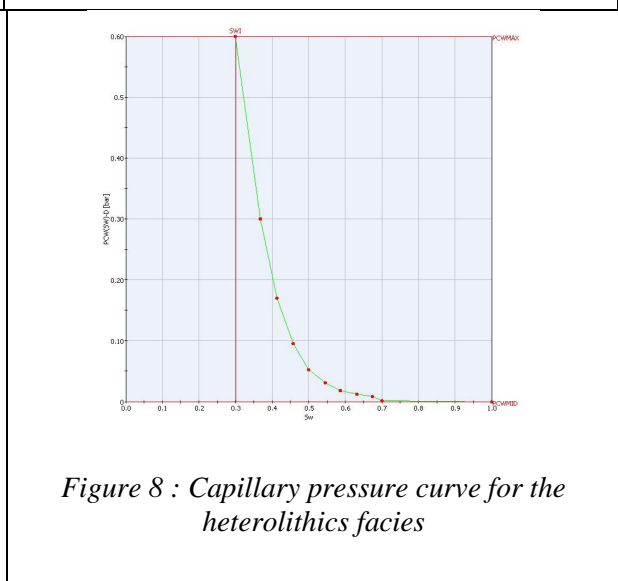 SWI
PCWMAX
0.60
0.5
0.40
0.30
0.20
0.10
0
PCW(SW)-D [bar]
0.0 0.1 0.2 0.3 0.4 0.5 0.6 0.7 0.8 0.9 1.0
PCWMID
Sw
Figure 8 : Capillary pressure curve for the
heterolithics facies